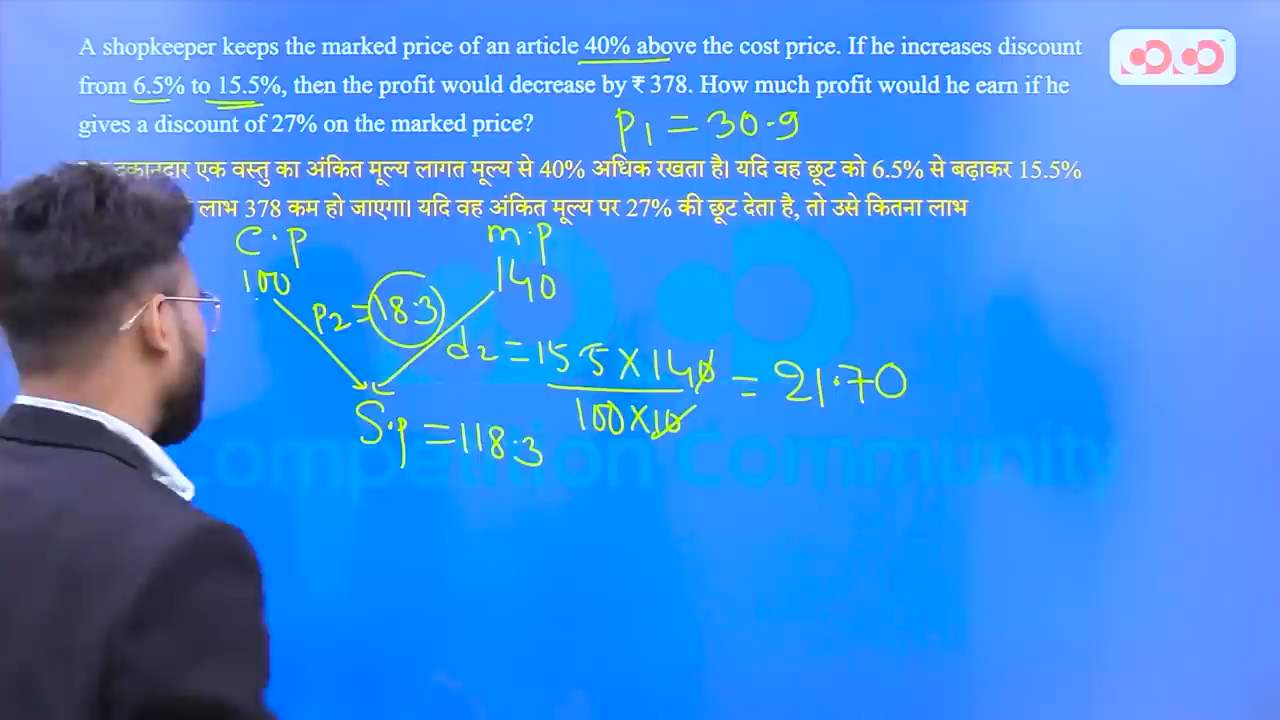 A shopkeeper keeps the marked price of an article 40% above the cost price. If he increases discount
from 6.5% to 15.5%, then the profit would decrease by ₹ 378. How much profit would he earn if he
gives a discount of 27% on the marked price?
P1 = 30.9
दुकानदार एक वस्तु का अंकित मूल्य लागत मूल्य से 40% अधिक रखता है। यदि वह छूट को 6.5% से बढ़ाकर 15.5%
लाभ 378 कम हो जाएगा। यदि वह अंकित मूल्य पर 27% की छूट देता है, तो उसे कितना लाभ
C.P m.p
100 140
P2 = 18.3
d2 = 155 X 140 / 100 X 10 = 21.70
S.P = 118.3
Competition Community